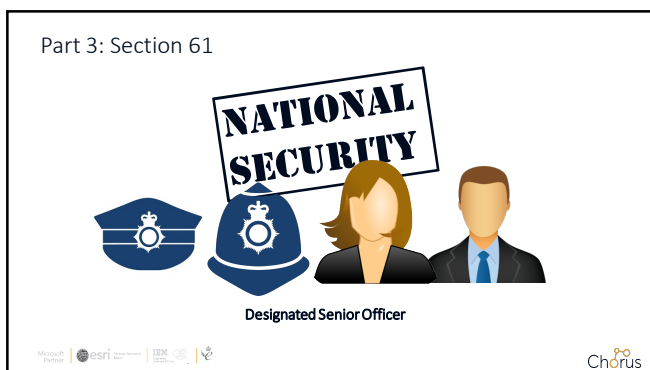 Part 3: Section 61
NATIONAL
SECURITY
Designated Senior Officer
Microsoft
Partner
esri
IBM
Chorus